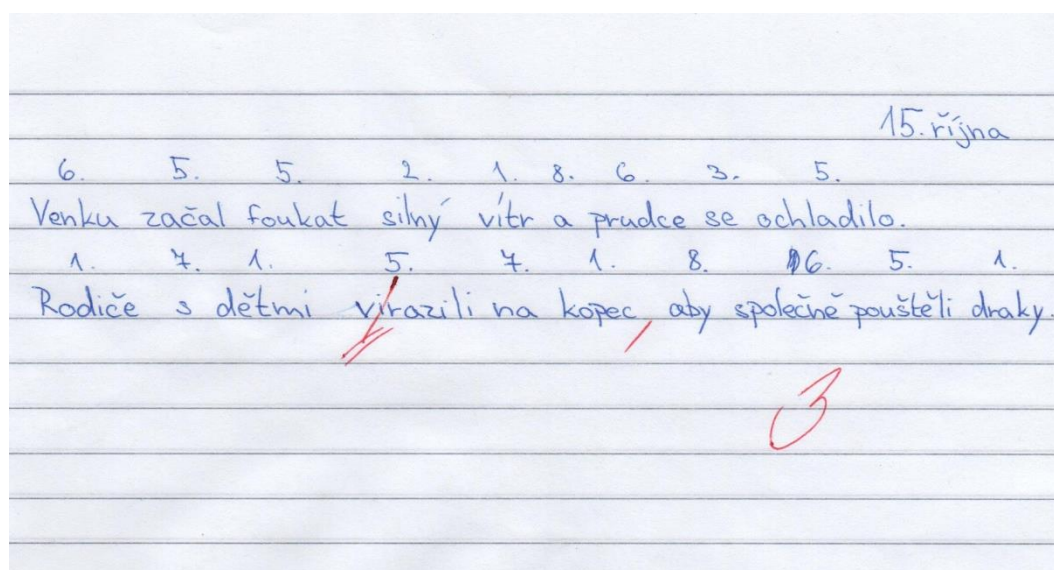 15. října
6. 5. 5. 2. 1. 8. 6. 3. 5.
Venku začal foukat silný vítr a prudce se ochladilo.
1. 7. 1. 5. 7. 1. 8. 6. 5. 1.
Rodiče s dětmi virazili na kopec, aby společně pouštěli draky.
3